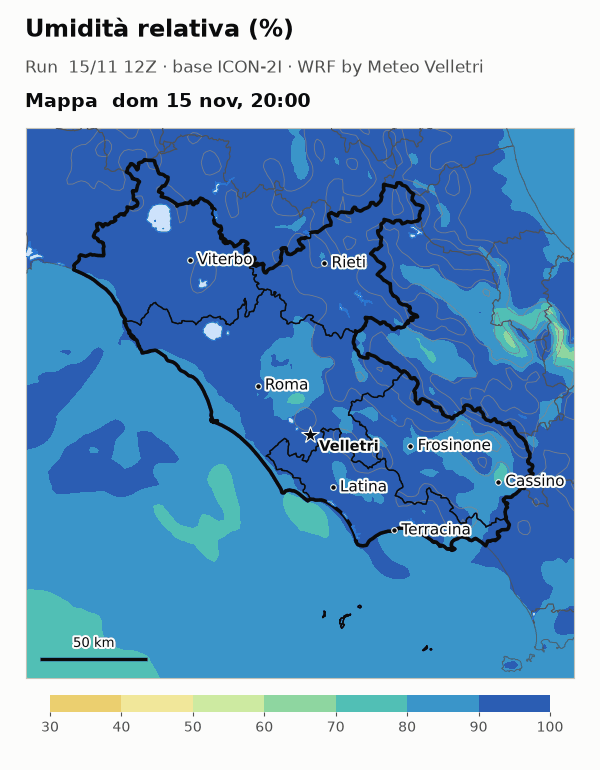 Umidità relativa (%)
Run 15/11 12Z · base ICON-2I · WRF by Meteo Velletri
Mappa dom 15 nov, 20:00
Viterbo
Rieti
Roma
Velletri
Frosinone
Cassino
Latina
Terracina
50 km
30 40 50 60 70 80 90 100